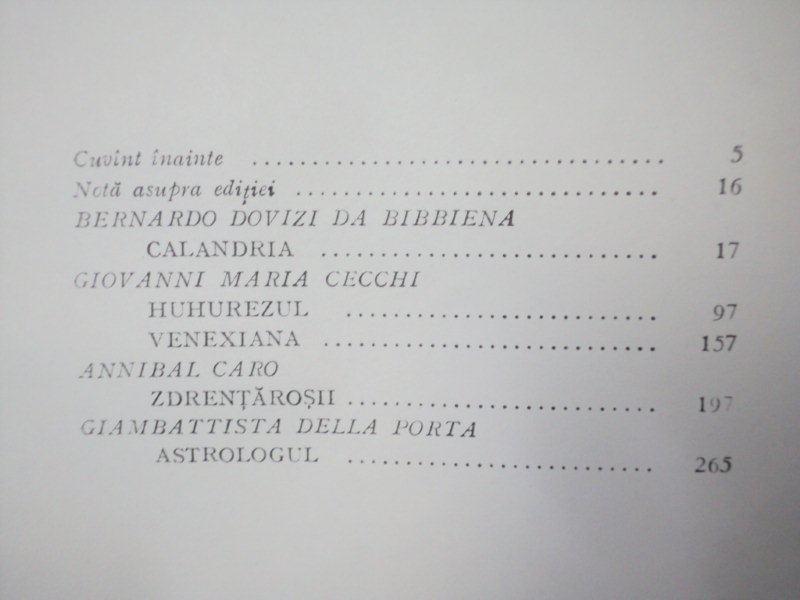 Cuvînt înainte ................................. 5
Notă asupra ediției .............................. 16
BERNARDO DOVIZI DA BIBBIENA
CALANDRIA ............................ 17
GIOVANNI MARIA CECCHI
HUHUREZUL .......................... 97
VENEXIANA ............................ 157
ANNIBAL CARO
ZDRENȚĂROȘII .......................... 197
GIAMBATTISTA DELLA PORTA
ASTROLOGUL .......................... 265